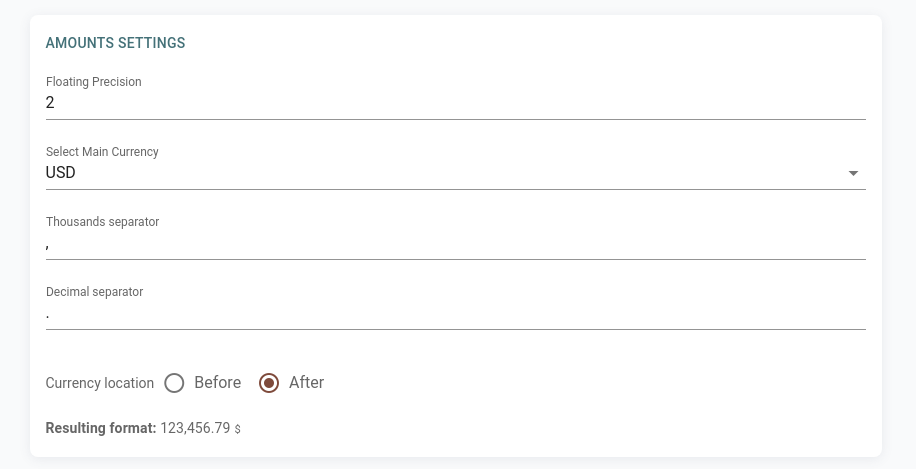 AMOUNTS SETTINGS
Floating Precision
2
Select Main Currency
USD
Thousands separator
,
Decimal separator
.
Currency location Before After
Resulting format: 123,456.79 $